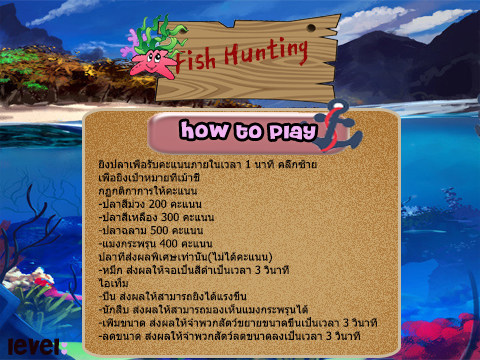 Fish Hunting
HOW TO PLAY
ยิงปลาเพื่อรับคะแนนภายในเวลา 1 นาที คลิกซ้าย
เพื่อยิงเป้าหมายที่เม้าชี้
กฏกติกาการให้คะแนน
-ปลาสีม่วง 200 คะแนน
-ปลาสีเหลือง 300 คะแนน
-ปลาฉลาม 500 คะแนน
-แมงกระพรุน 400 คะแนน
ปลาที่ส่งผลพิเศษเท่านั้น(ไม่ได้คะแนน)
-หมึก ส่งผลให้จอเป็นสีดำเป็นเวลา 3 วินาที
ไอเท็ม
-ปืน ส่งผลให้สามารถยิงได้แรงขึ้น
-นักสืบ ส่งผลให้สามารถมองเห็นแมงกระพรุนได้
-เพิ่มขนาด ส่งผลให้จำพวกสัตว์ขยายขนาดขึ้นเป็นเวลา 3 วินาที
-ลดขนาด ส่งผลให้จำพวกสัตว์ลดขนาดลงเป็นเวลา 3 วินาที
level